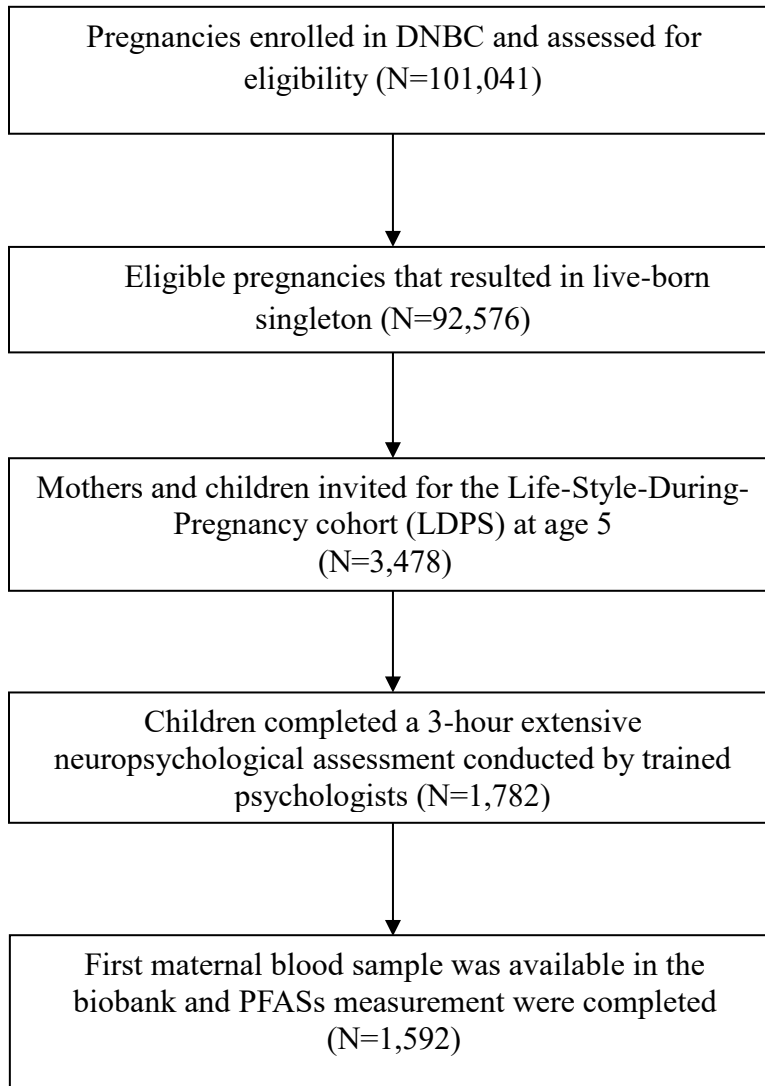 Pregnancies enrolled in DNBC and assessed for
eligibility (N=101,041)
Eligible pregnancies that resulted in live-born
singleton (N=92,576)
Mothers and children invited for the Life-Style-During-
Pregnancy cohort (LDPS) at age 5
(N=3,478)
Children completed a 3-hour extensive
neuropsychological assessment conducted by trained
psychologists (N=1,782)
First maternal blood sample was available in the
biobank and PFASs measurement were completed
(N=1,592)